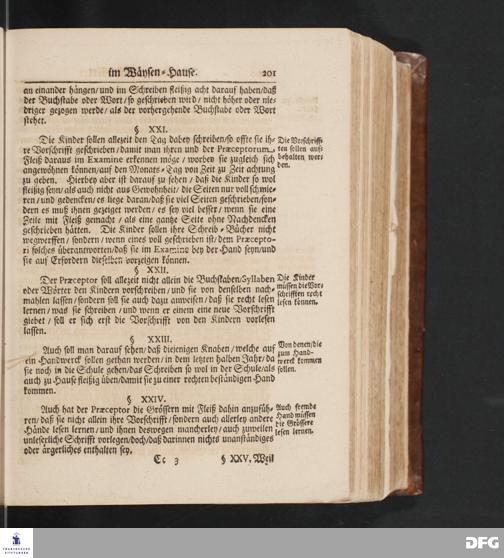 im Wäysen-Hause. 201
an einander hängen/und im Schreiben fleißig acht darauf haben/daß
der Buchstabe oder Wort/so geschrieben wird/nicht höher oder nie-
driger gezogen werde/als der vorhergehende Buchstabe oder Wort
stehet.
§ XXI.
Die Kinder sollen allezeit den Tag dabey schreiben/so offte sie ih-
re Vorschrifft geschrieben/damit man ihren und der Præceptorum
Fleiß daraus im Examine erkennen möge/worbey sie zugleich sich
angewöhnen können/auf den Monats-Tag von Zeit zu Zeit achtung
zu geben. Hierbey aber ist darauf zu sehen/daß die Kinder so wol
fleißig seyn/als auch nicht aus Gewohnheit/die Seiten nur voll schmie-
ren/und gedencken/es liege daran/daß sie viel Seiten geschrieben/son-
dern es muß ihnen gezeiget werden/es sey viel besser/wenn sie eine
Zeile mit Fleiß gemacht/als eine gantze Seite ohne Nachdencken
geschrieben hätten. Die Kinder sollen ihre Schreib-Bücher nicht
wegwerffen/sondern/wenn eines voll geschrieben ist/dem Præcepto-
ri solches überantworten/daß sie im Examine bey der Hand seyn/und
sie auf Erfordern dieselben vorzeigen können.
Die Vorschriff-
ten sollen auff-
behalten wer-
den.
§ XXII.
Der Præceptor soll allezeit nicht allein die Buchstaben/Syllaben
oder Wörter den Kindern vorschreiben/und sie von denselben nach-
mahlen lassen/sondern soll sie auch dazu anweisen/daß sie recht lesen
lernen/was sie schreiben/und wenn er einem eine neue Vorschrifft
giebet/soll er sich erst die Vorschrifft von den Kindern vorlesen
lassen.
Die Kinder
müssen die Vor-
schrifften recht
lesen können.
§ XXIII.
Auch soll man darauf sehen/daß diejenigen Knaben/welche auf
ein Handwerck sollen gethan werden/in dem letzten halben Jahr/da
sie noch in die Schule gehen/das Schreiben so wol in der Schule/als
auch zu Hause fleißig üben/damit sie zu einer rechten beständigen Hand
kommen.
Von denen/die
zum Hand-
werck kommen
sollen.
§ XXIV.
Auch hat der Præceptor die Grössern mit Fleiß dahin anzufüh-
ren/daß sie nicht allein ihre Vorschrifft/sondern auch allerley andere
Hände lesen lernen/und ihnen deswegen mancherley/auch zuweilen
unleserlich Schrifft vorlegen/doch/daß darinnen nichts unanständiges
oder ärgerliches enthalten sey.
Auch fremde
Hand müssen
die Grössere
lesen lernen.
Cc 3 § XXV. Weil
FRANCKESCHE
STIFTUNGEN
DFG